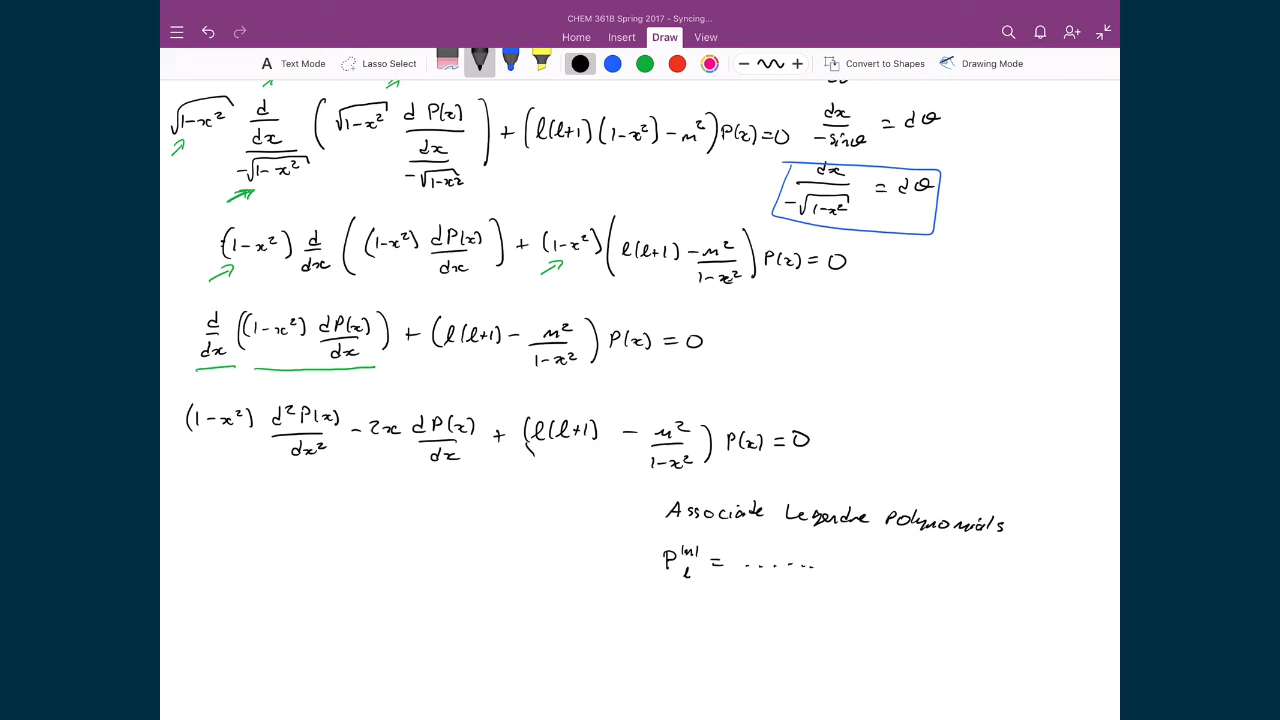 CHEM 361B Spring 2017 - Syncing...
Home Insert Draw View
Text Mode Lasso Select Convert to Shapes Drawing Mode
√(1-x²) d/(dx/(-√(1-x²))) (√(1-x²) dP(x)/(dx/(-√(1-x²)))) + (l(l+1)(1-x²) - m²)P(x) = 0
dx/(-sinθ) = dθ
dx/(-√(1-x²)) = dθ
(1-x²) d/dx ((1-x²) dP(x)/dx) + (1-x²)(l(l+1) - m²/(1-x²)) P(x) = 0
d/dx ((1-x²) dP(x)/dx) + (l(l+1) - m²/(1-x²)) P(x) = 0
(1-x²) d²P(x)/dx² - 2x dP(x)/dx + (l(l+1) - m²/(1-x²)) P(x) = 0
Associate Legendre Polynomials
P_l^|m| = ......